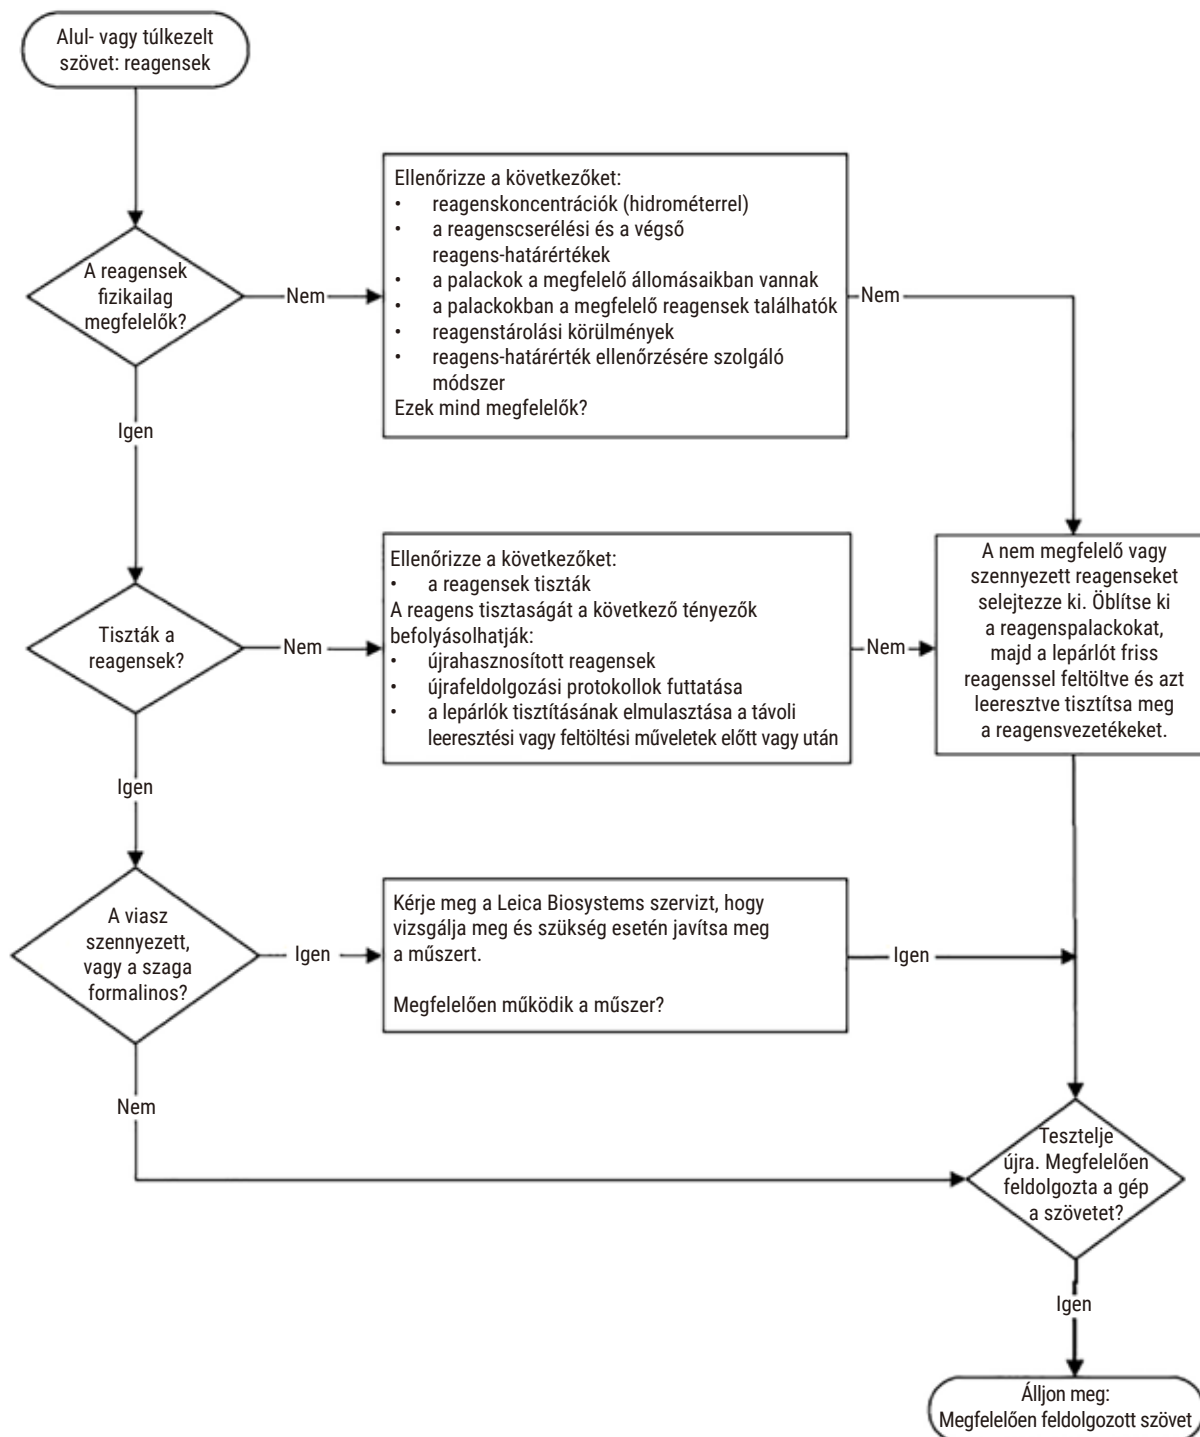 Alul- vagy túlkezelt
szövet: reagensek
A reagensek
fizikailag
megfelelők?
Nem
Ellenőrizze a következőket:
• reagenskoncentrációk (hidrométerrel)
• a reagenscserélési és a végső
reagens-határértékek
• a palackok a megfelelő állomásaikban vannak
• a palackokban a megfelelő reagensek találhatók
• reagenstárolási körülmények
• reagens-határérték ellenőrzésére szolgáló
módszer
Ezek mind megfelelők?
Nem
Igen
Tiszták a
reagensek?
Nem
Ellenőrizze a következőket:
• a reagensek tiszták
A reagens tisztaságát a következő tényezők
befolyásolhatják:
• újrahasznosított reagensek
• újrafeldolgozási protokollok futtatása
• a lepárlók tisztításának elmulasztása a távoli
leeresztési vagy feltöltési műveletek előtt vagy után
Nem
A nem megfelelő vagy
szennyezett reagenseket
selejtezze ki. Öblítse ki
a reagenspalackokat,
majd a lepárlót friss
reagenssel feltöltve és azt
leeresztve tisztítsa meg
a reagensvezetékeket.
Igen
A viasz
szennyezett,
vagy a szaga
formalinos?
Igen
Kérje meg a Leica Biosystems szervizt, hogy
vizsgálja meg és szükség esetén javítsa meg
a műszert.
Megfelelően működik a műszer?
Igen
Nem
Tesztelje
újra. Megfelelően
feldolgozta a gép
a szövetet?
Igen
Álljon meg:
Megfelelően feldolgozott szövet